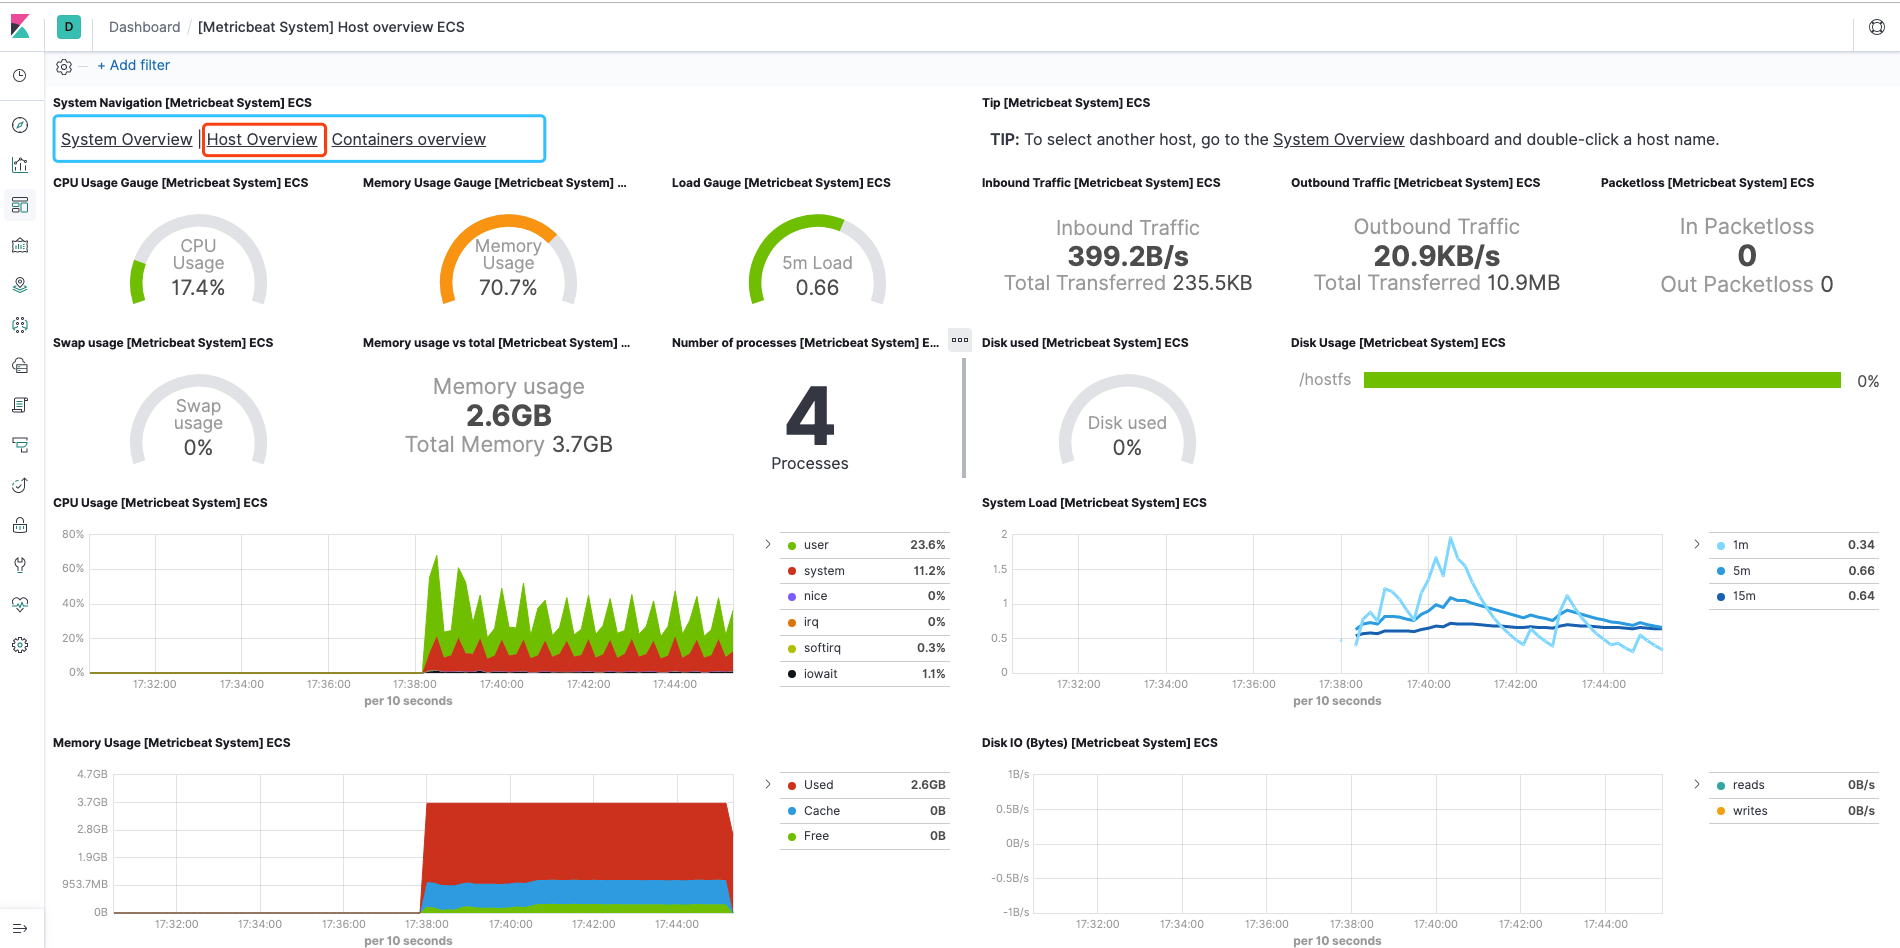 D Dashboard / [Metricbeat System] Host overview ECS
+ Add filter
System Navigation [Metricbeat System] ECS
System Overview | Host Overview Containers overview
Tip [Metricbeat System] ECS
TIP: To select another host, go to the System Overview dashboard and double-click a host name.
CPU Usage Gauge [Metricbeat System] ECS
CPU
Usage
17.4%
Memory Usage Gauge [Metricbeat System] ...
Memory
Usage
70.7%
Load Gauge [Metricbeat System] ECS
5m Load
0.66
Inbound Traffic [Metricbeat System] ECS
Inbound Traffic
399.2B/s
Total Transferred 235.5KB
Outbound Traffic [Metricbeat System] ECS
Outbound Traffic
20.9KB/s
Total Transferred 10.9MB
Packetloss [Metricbeat System] ECS
In Packetloss
0
Out Packetloss 0
Swap usage [Metricbeat System] ECS
Swap
usage
0%
Memory usage vs total [Metricbeat System] ...
Memory usage
2.6GB
Total Memory 3.7GB
Number of processes [Metricbeat System] E...
4
Processes
Disk used [Metricbeat System] ECS
Disk used
0%
Disk Usage [Metricbeat System] ECS
/hostfs 0%
CPU Usage [Metricbeat System] ECS
80%
60%
40%
20%
0%
17:32:00 17:34:00 17:36:00 17:38:00 17:40:00 17:42:00 17:44:00
per 10 seconds
user 23.6%
system 11.2%
nice 0%
irq 0%
softirq 0.3%
iowait 1.1%
System Load [Metricbeat System] ECS
2
1.5
1
0.5
0
17:32:00 17:34:00 17:36:00 17:38:00 17:40:00 17:42:00 17:44:00
per 10 seconds
1m 0.34
5m 0.66
15m 0.64
Memory Usage [Metricbeat System] ECS
4.7GB
3.7GB
2.8GB
1.9GB
953.7MB
0B
17:32:00 17:34:00 17:36:00 17:38:00 17:40:00 17:42:00 17:44:00
per 10 seconds
Used 2.6GB
Cache 0B
Free 0B
Disk IO (Bytes) [Metricbeat System] ECS
1B/s
0.5B/s
0B/s
-0.5B/s
-1B/s
17:32:00 17:34:00 17:36:00 17:38:00 17:40:00 17:42:00 17:44:00
per 10 seconds
reads 0B/s
writes 0B/s